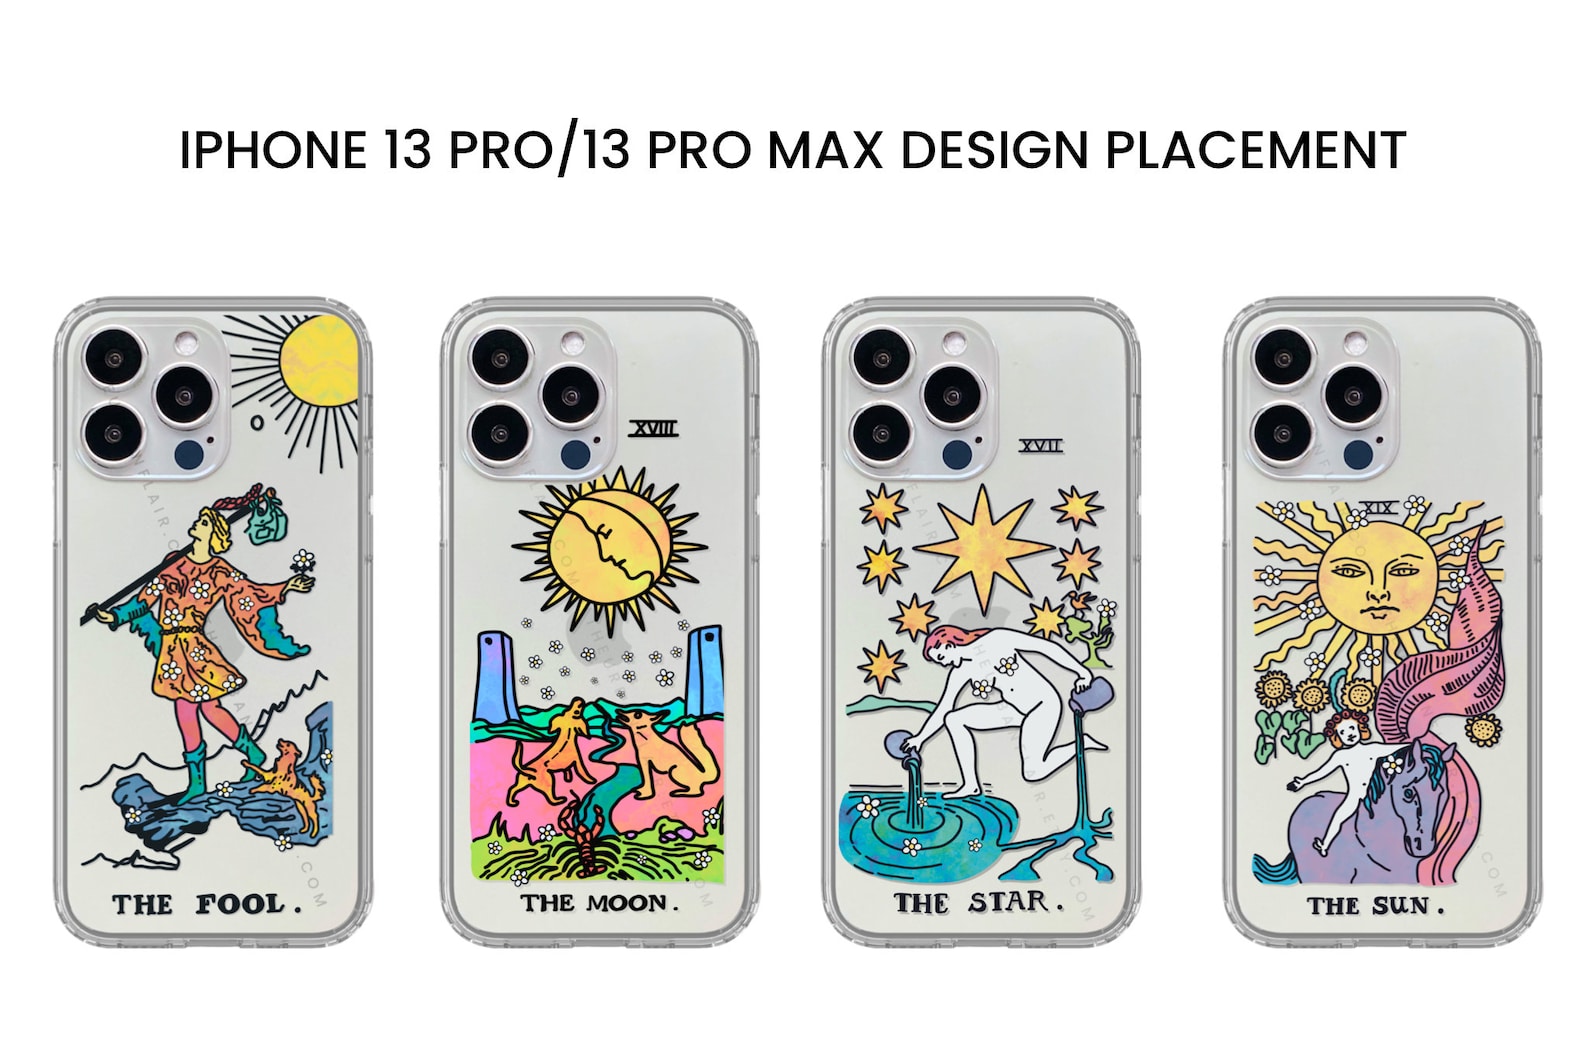 IPHONE 13 PRO/13 PRO MAX DESIGN PLACEMENT
O
THE FOOL.
XVIII
THE MOON.
XVII
THE STAR.
XIX
THE SUN.